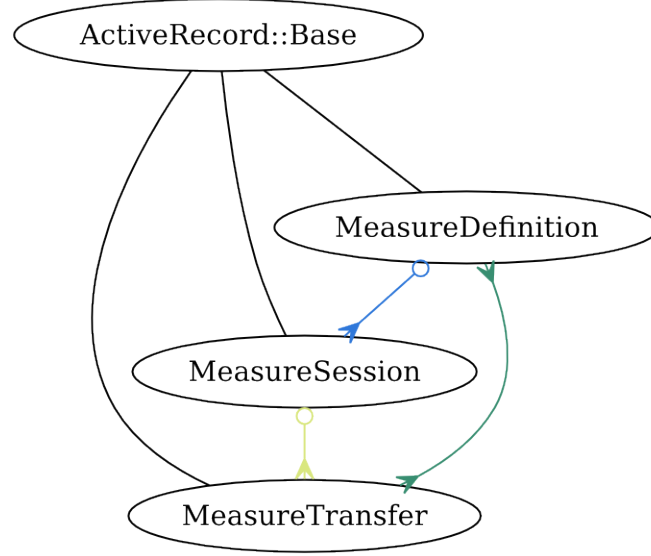 ActiveRecord::Base
MeasureDefinition
MeasureSession
MeasureTransfer